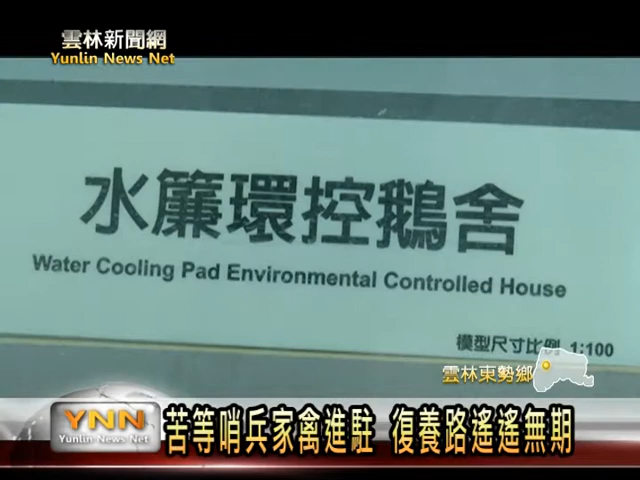 雲林新聞網
Yunlin News Net
水簾環控鵝舍
Water Cooling Pad Environmental Controlled House
模型尺寸比例 1:100
雲林東勢鄉
YNN
Yunlin News Net
苦等哨兵家禽進駐 復養路遙遙無期